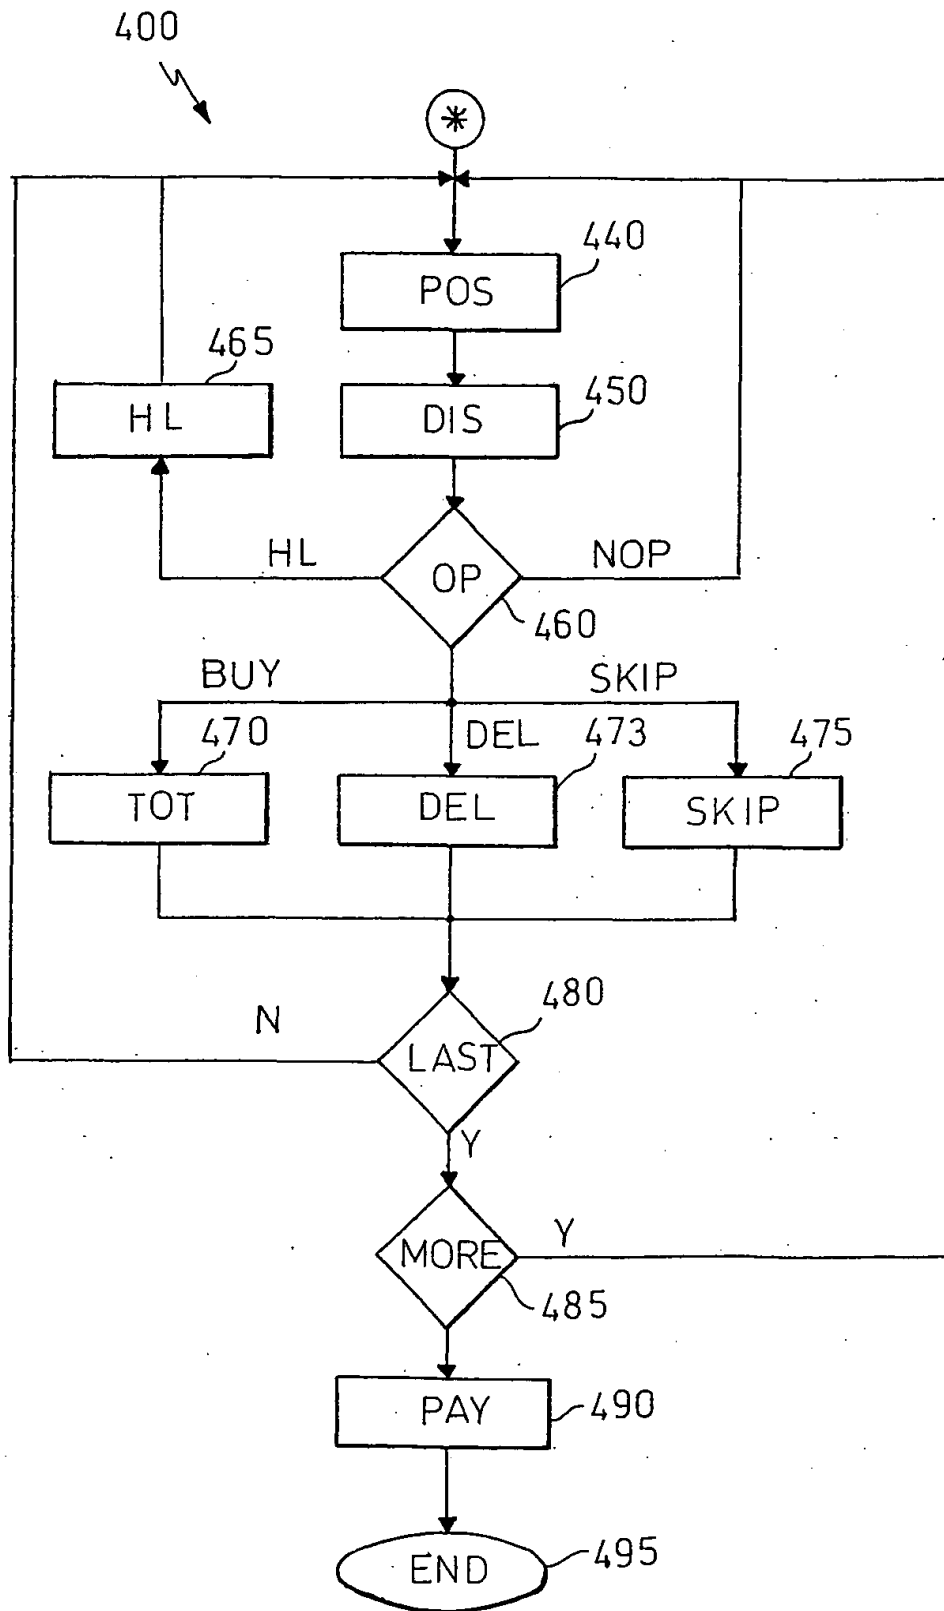 400
*
440
POS
465
HL
450
DIS
HL
OP
NOP
460
BUY
SKIP
470
DEL
473
475
TOT
DEL
SKIP
480
N
LAST
Y
MORE
Y
485
PAY
490
END
495